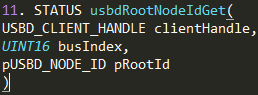 11. STATUS usbdRootNodeIdGet(
USBD_CLIENT_HANDLE clientHandle,
UINT16 busIndex,
pUSBD_NODE_ID pRootId
)